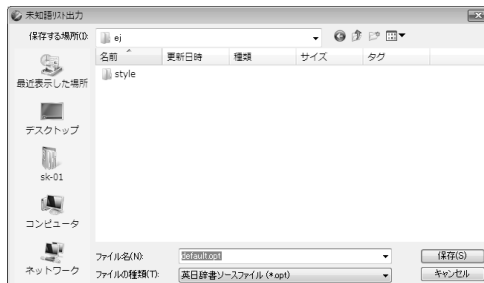 未知語リスト出力
保存する場所(I):
ej
名前
更新日時
種類
サイズ
タグ
style
最近表示した場所
デスクトップ
sk-01
コンピュータ
ネットワーク
ファイル名(N):
default.opt
保存(S)
ファイルの種類(T):
英日辞書ソースファイル (*.opt)
キャンセル